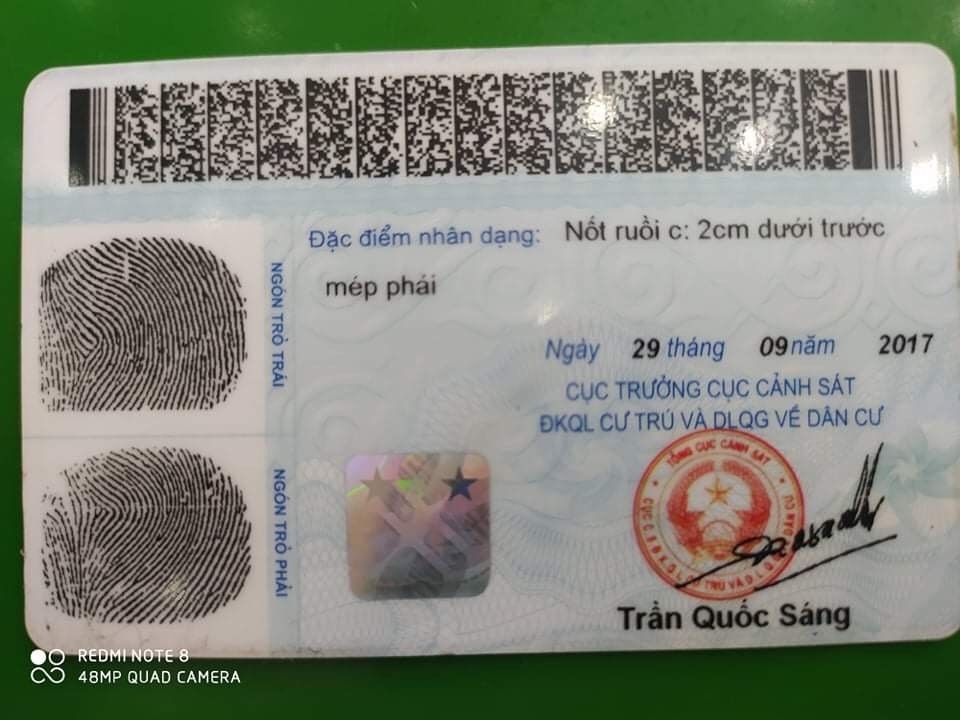 Đặc điểm nhân dạng: Nốt ruồi c: 2cm dưới trước
mép phải
NGÓN TRỎ TRÁI
NGÓN TRỎ PHẢI
Ngày 29 tháng 09 năm 2017
CỤC TRƯỞNG CỤC CẢNH SÁT
ĐKQL CƯ TRÚ VÀ DLQG VỀ DÂN CƯ
TỔNG CỤC CẢNH SÁT
Trần Quốc Sáng
REDMI NOTE 8
48MP QUAD CAMERA